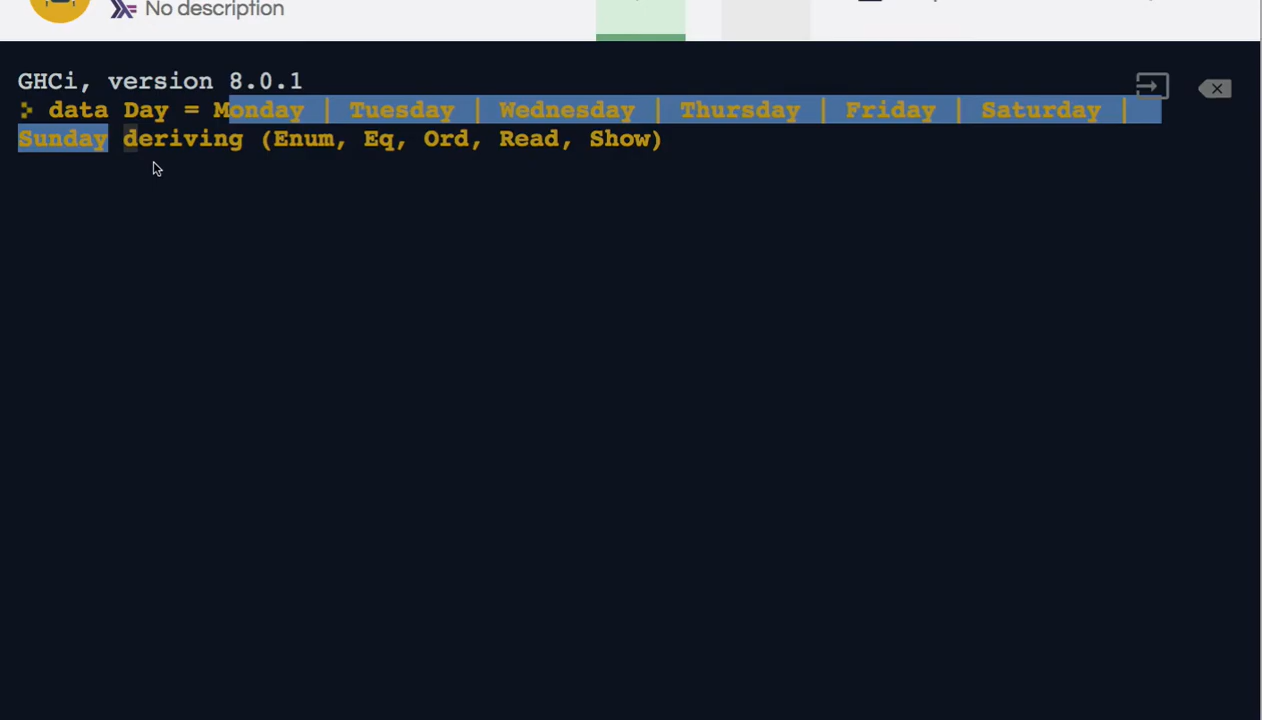 No description
GHCi, version 8.0.1
data Day = Monday | Tuesday | Wednesday | Thursday | Friday | Saturday |
Sunday deriving (Enum, Eq, Ord, Read, Show)